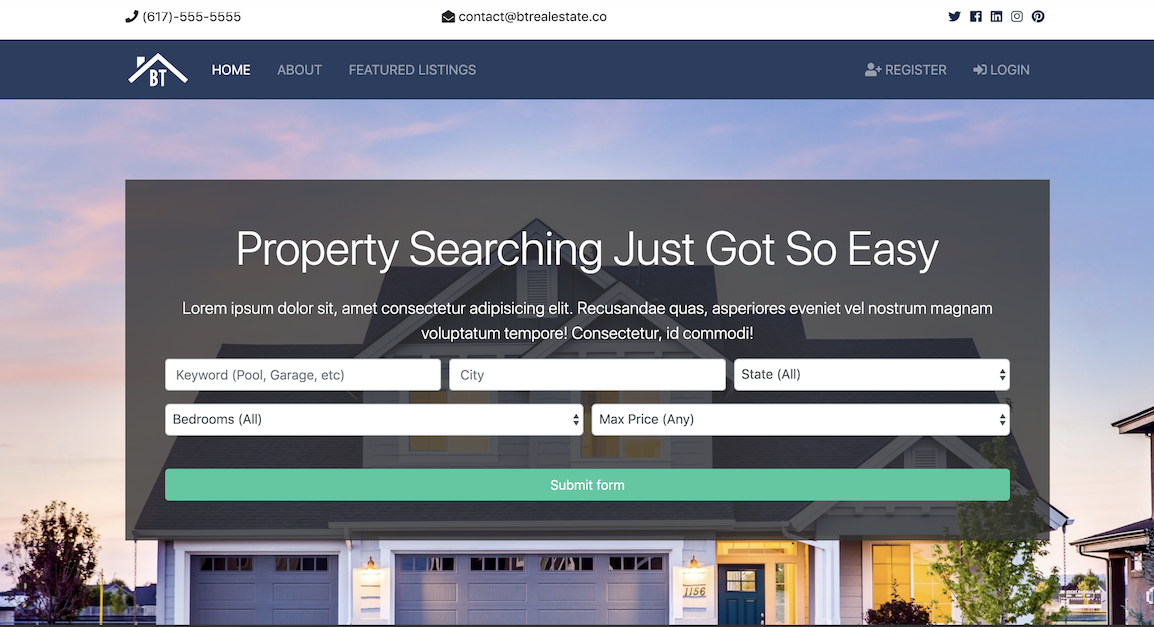 (617)-555-5555 contact@btrealestate.co
BT HOME ABOUT FEATURED LISTINGS REGISTER LOGIN
Property Searching Just Got So Easy
Lorem ipsum dolor sit, amet consectetur adipisicing elit. Recusandae quas, asperiores eveniet vel nostrum magnam
voluptatum tempore! Consectetur, id commodi!
Keyword (Pool, Garage, etc) City State (All)
Bedrooms (All) Max Price (Any)
Submit form
1156